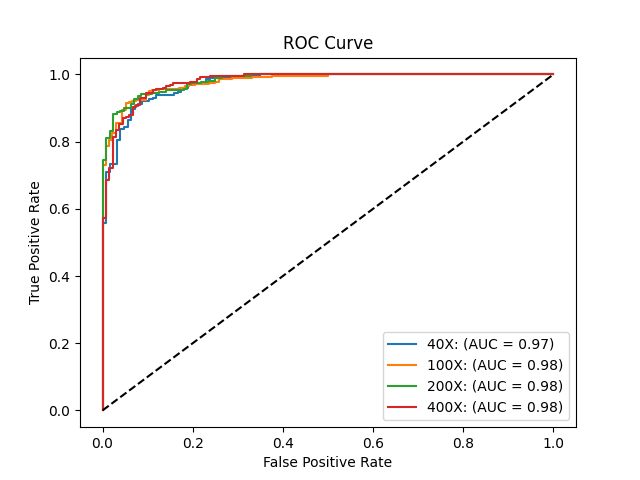 ROC Curve
True Positive Rate
1.0
0.8
0.6
0.4
0.2
0.0
0.0 0.2 0.4 0.6 0.8 1.0
False Positive Rate
40X: (AUC = 0.97)
100X: (AUC = 0.98)
200X: (AUC = 0.98)
400X: (AUC = 0.98)